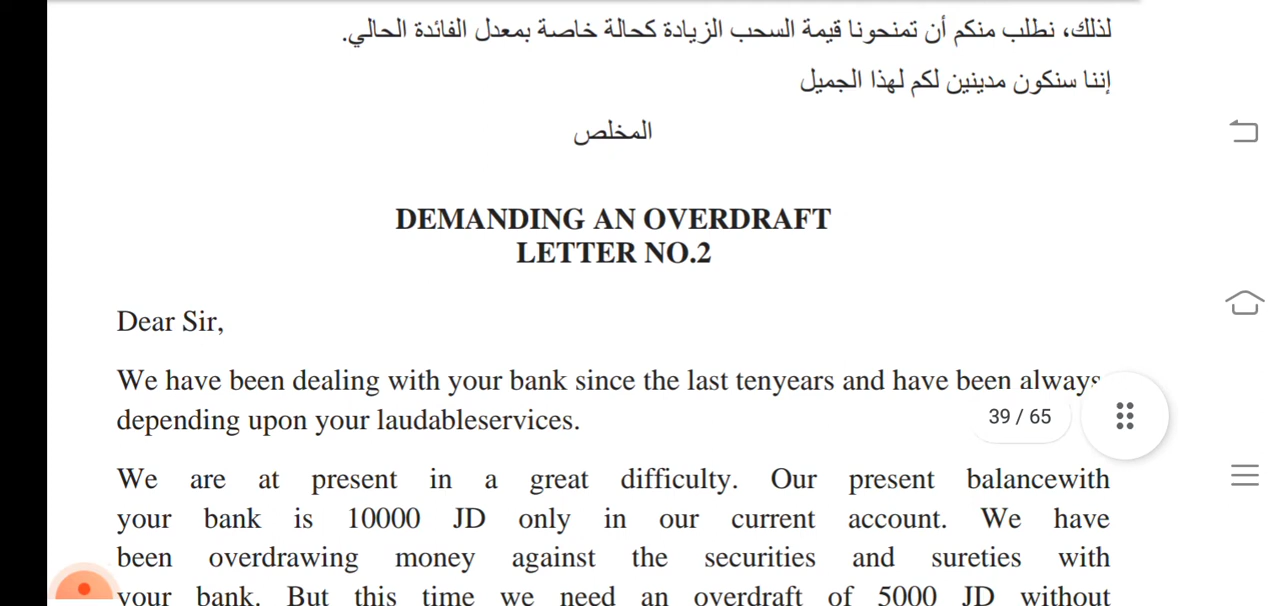 لذلك، نطلب منكم أن تمنحونا قيمة السحب الزيادة كحالة خاصة بمعدل الفائدة الحالي.
إننا سنكون مدينين لكم لهذا الجميل
المخلص
DEMANDING AN OVERDRAFT
LETTER NO.2
Dear Sir,
We have been dealing with your bank since the last tenyears and have been always
depending upon your laudableservices.
39 / 65
We are at present in a great difficulty. Our present balancewith
your bank is 10000 JD only in our current account. We have
been overdrawing money against the securities and sureties with
your bank. But this time we need an overdraft of 5000 JD without